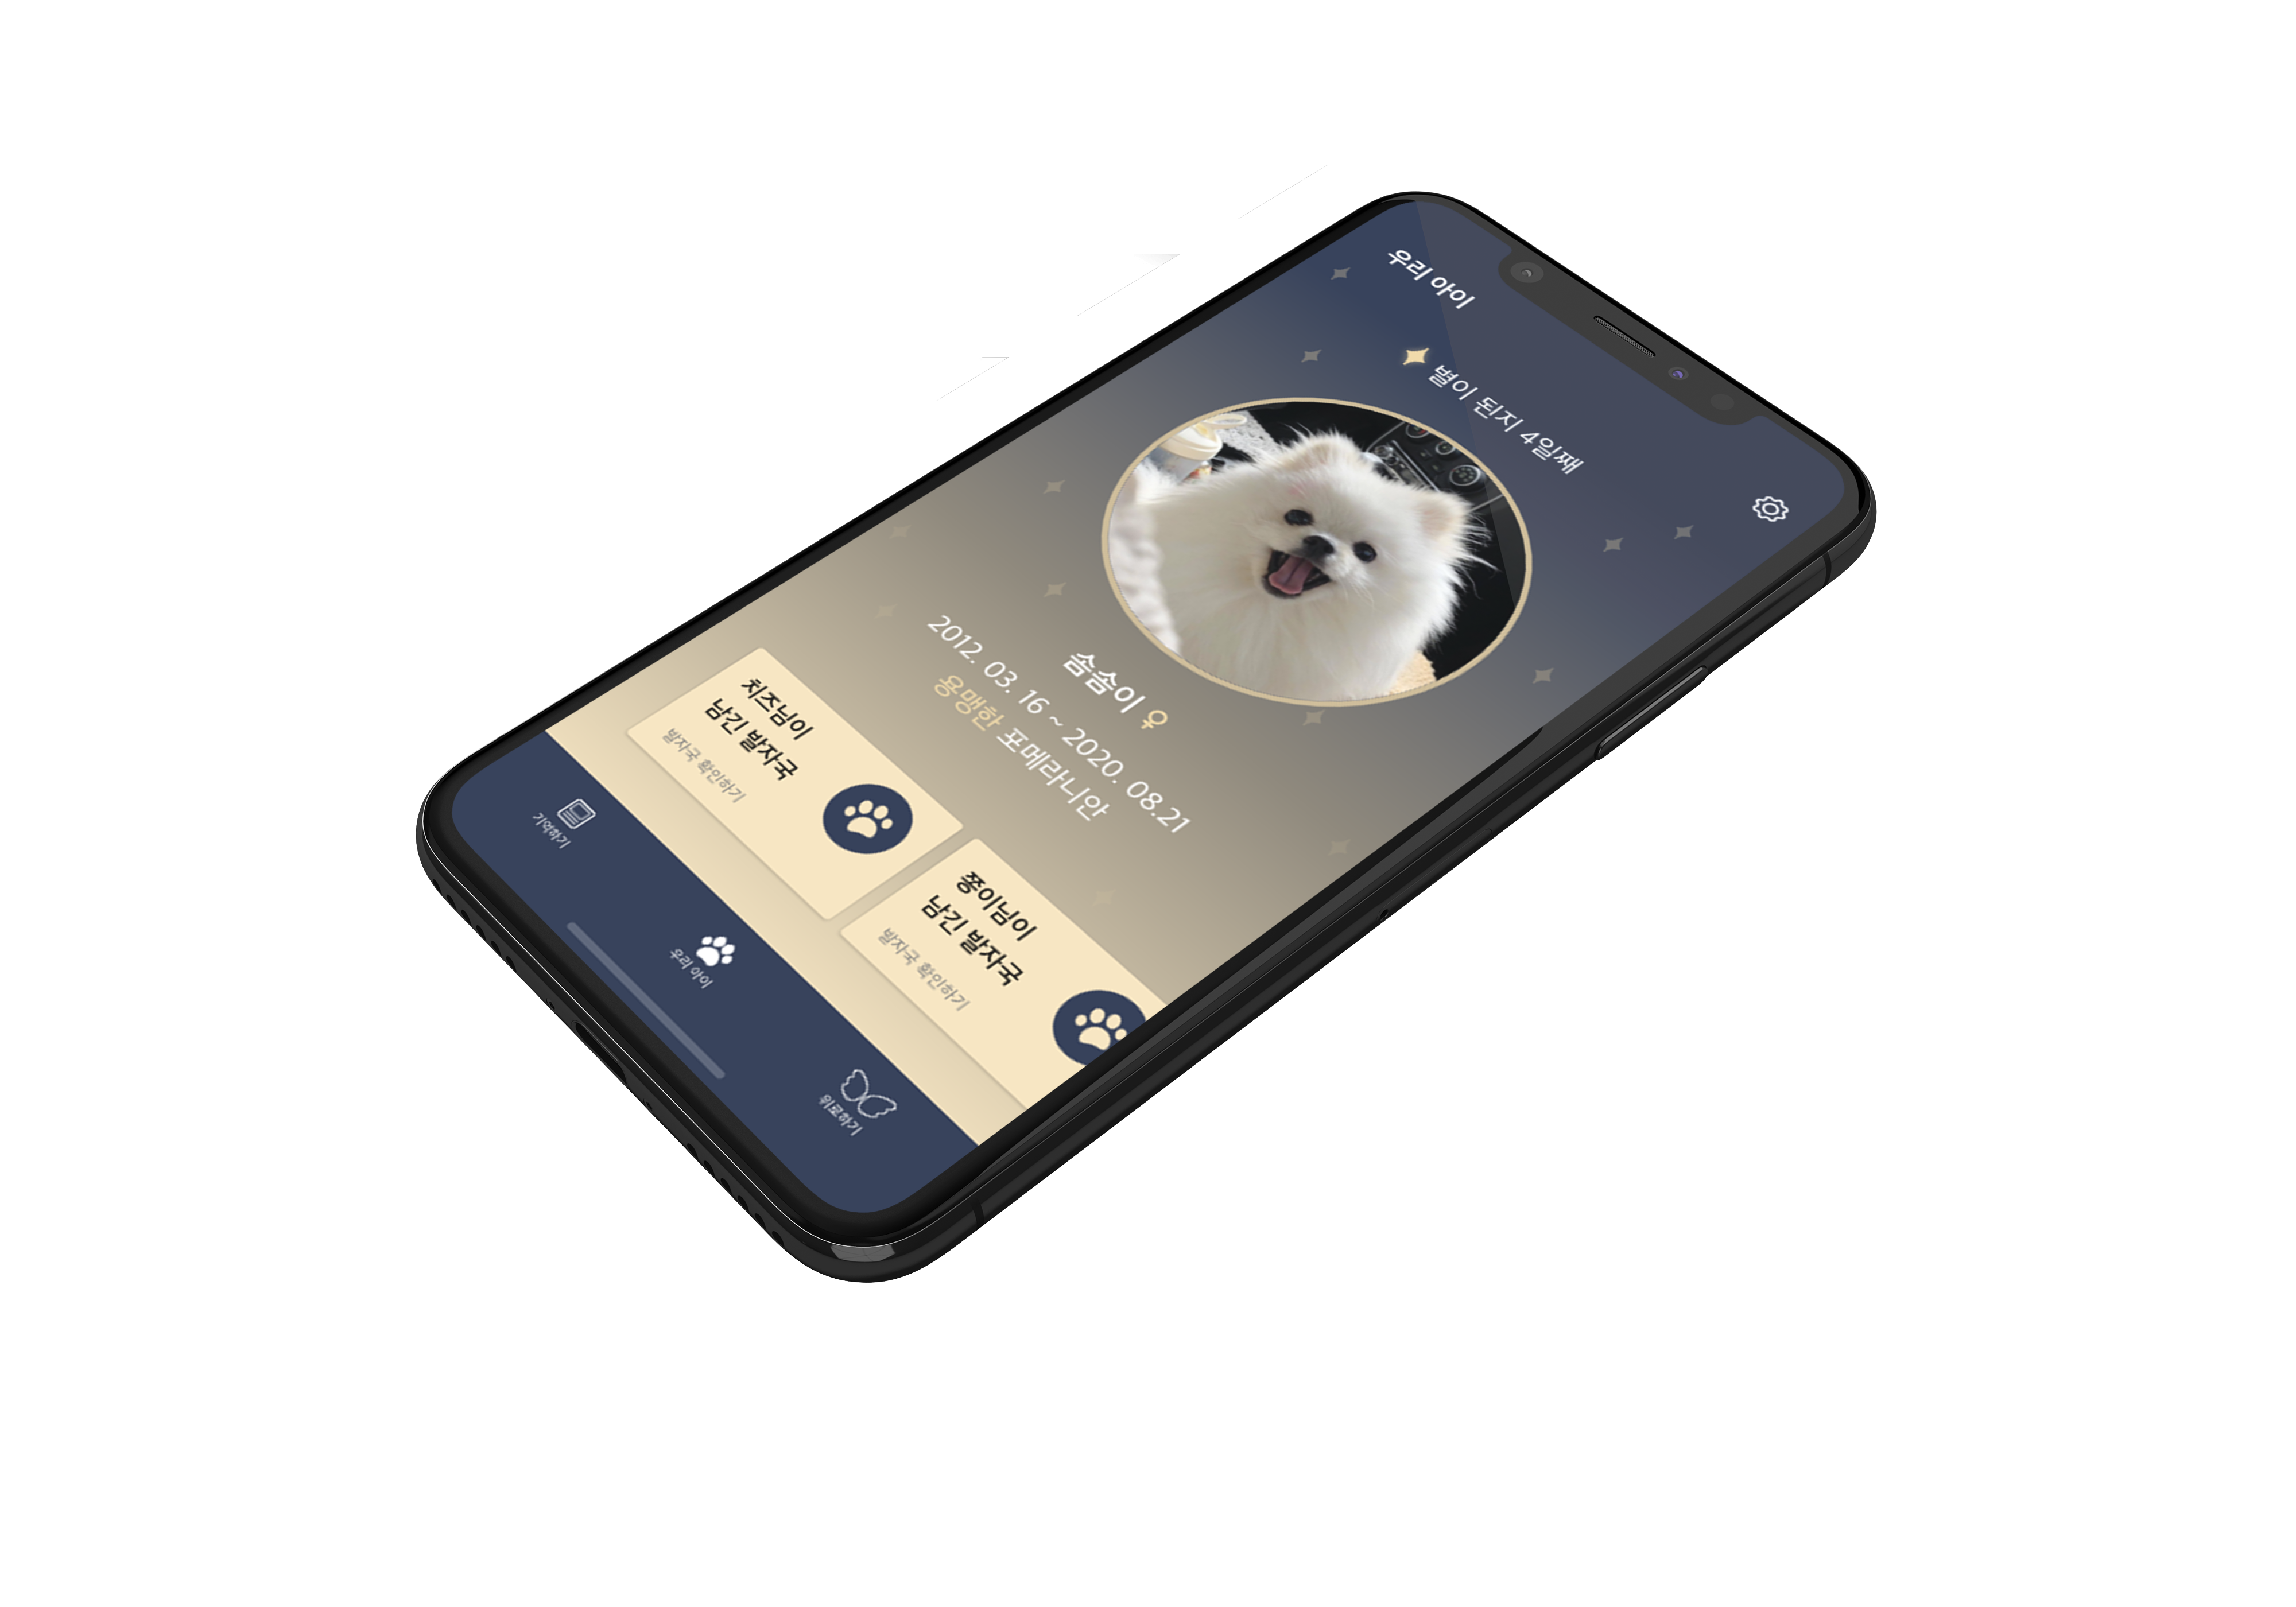 우리 아이
별이 된지 4일째
솜솜이 ♀
2012. 03. 16 ~ 2020. 08.21
용맹한 포메라니안
치즈님이
남긴 발자국
발자국 확인하기
쫑이님이
남긴 발자국
발자국 확인하기
기억하기
우리 아이
위로하기